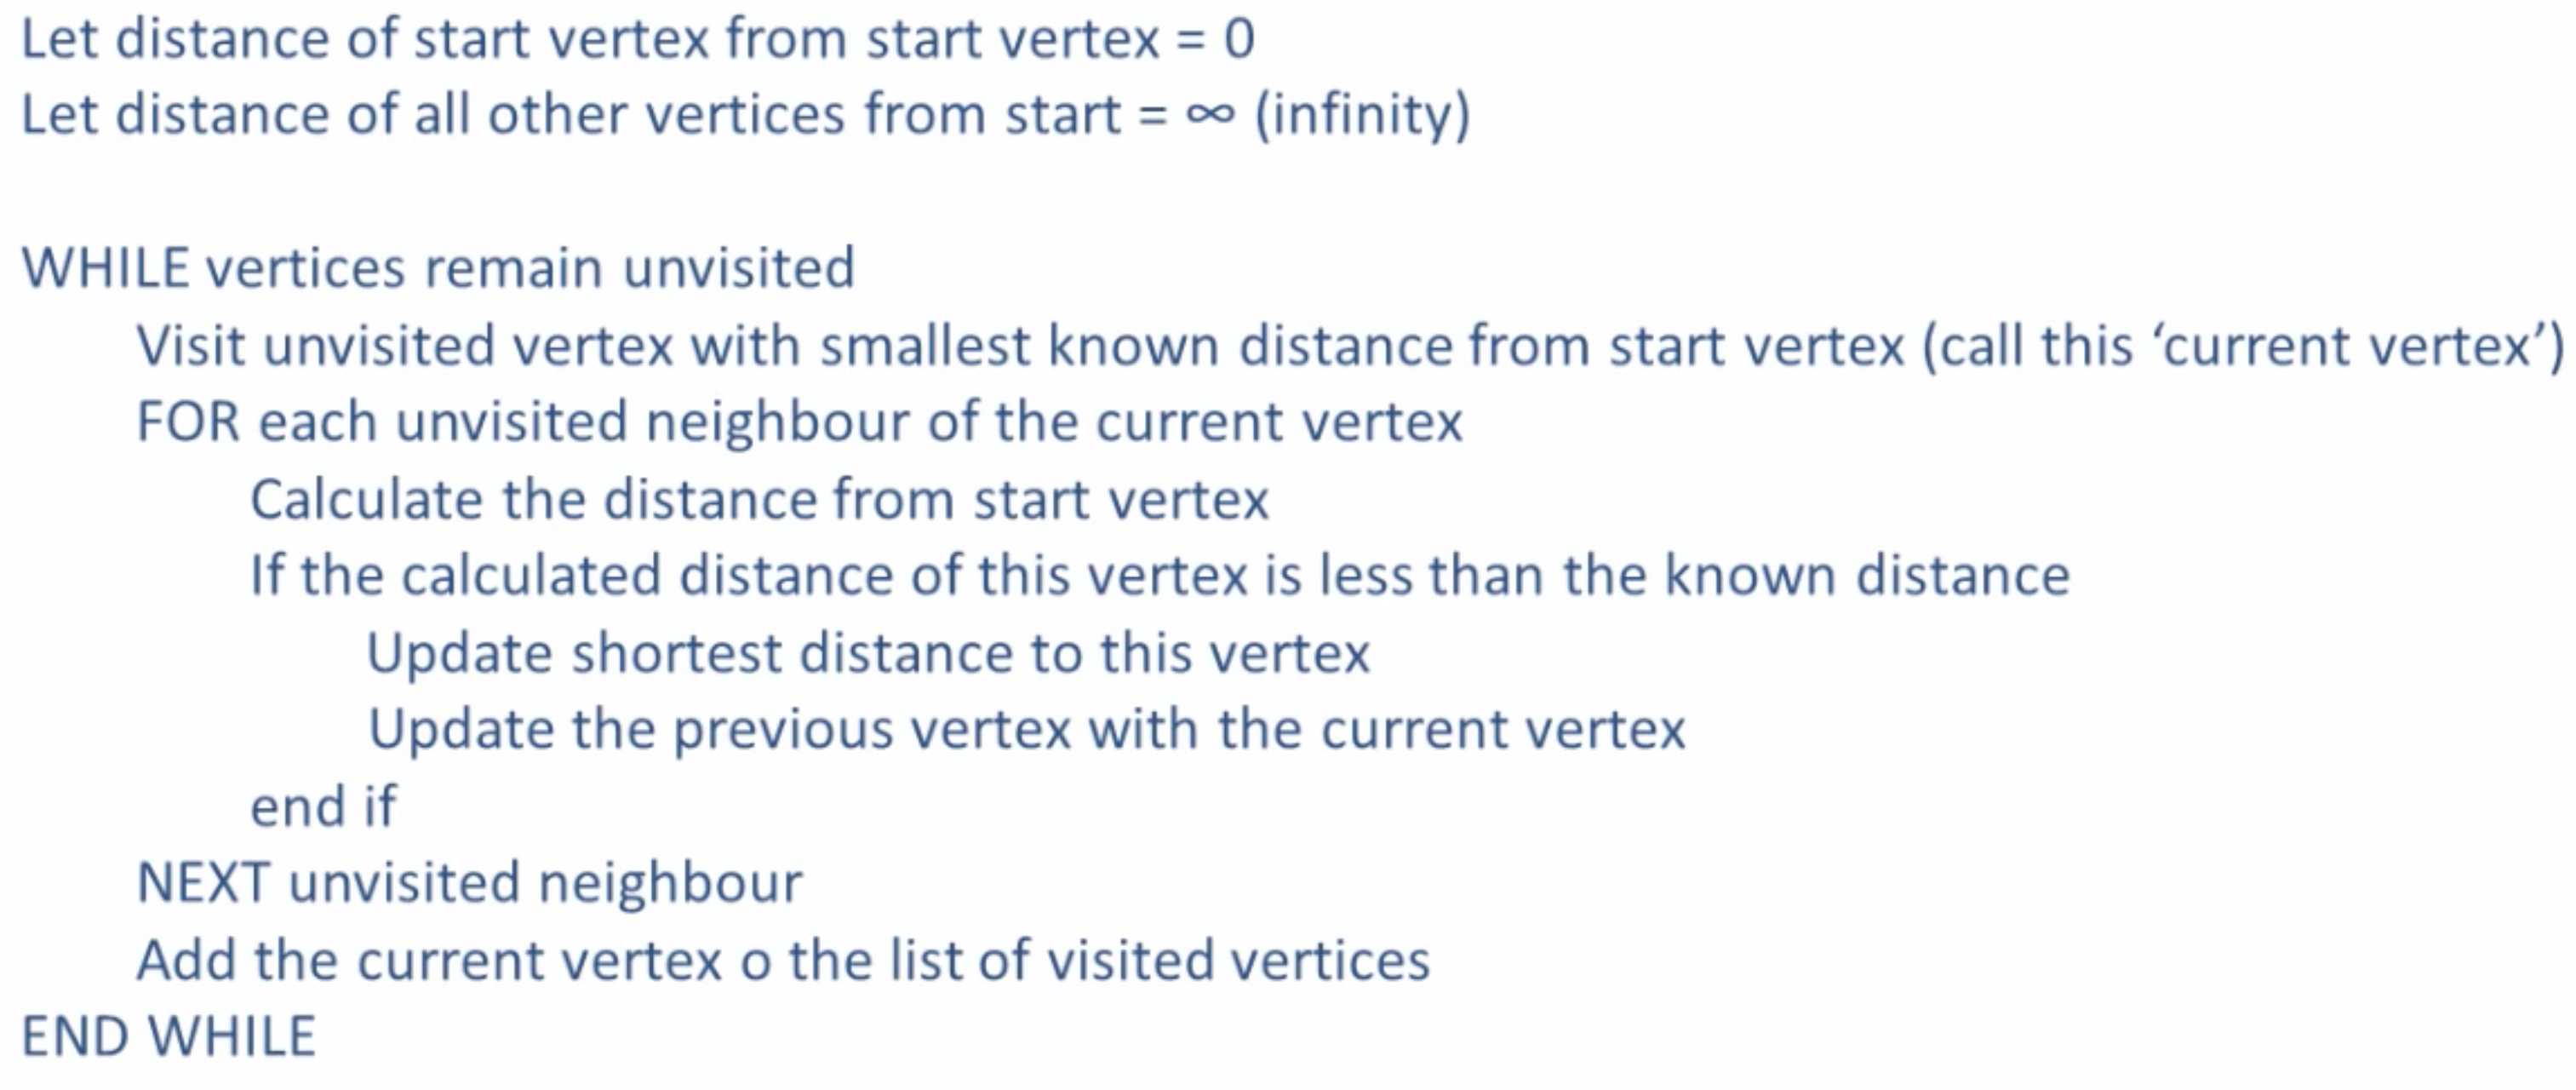 Let distance of start vertex from start vertex = 0
Let distance of all other vertices from start = ∞ (infinity)
WHILE vertices remain unvisited
Visit unvisited vertex with smallest known distance from start vertex (call this ‘current vertex’)
FOR each unvisited neighbour of the current vertex
Calculate the distance from start vertex
If the calculated distance of this vertex is less than the known distance
Update shortest distance to this vertex
Update the previous vertex with the current vertex
end if
NEXT unvisited neighbour
Add the current vertex o the list of visited vertices
END WHILE